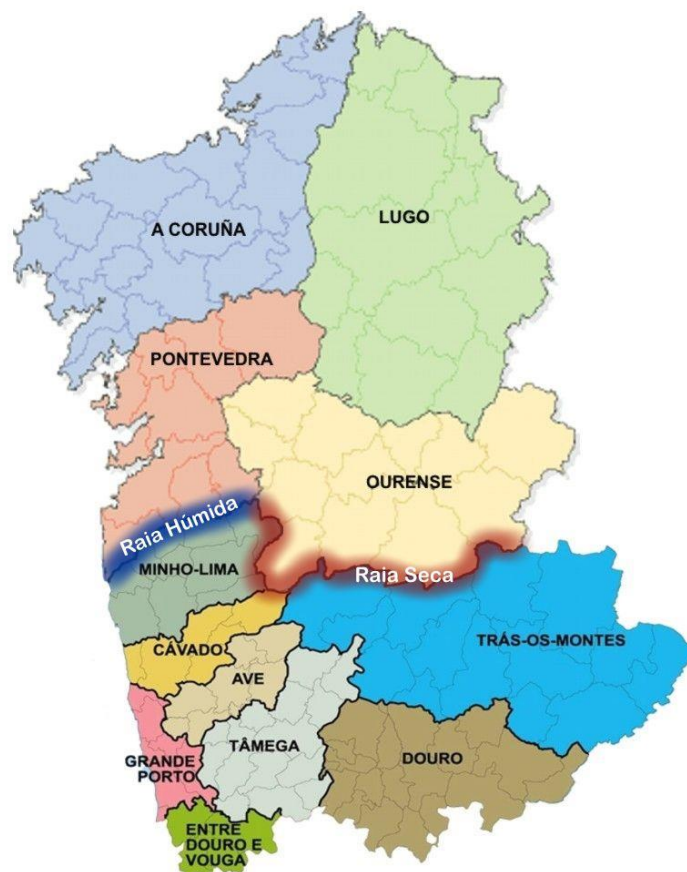 A CORUÑA
LUGO
PONTEVEDRA
OURENSE
Raia Húmida
MINHO-LIMA
Raia Seca
TRÁS-OS-MONTES
CÁVADO
AVE
TÂMEGA
DOURO
GRANDE
PORTO
ENTRE
DOURO E
VOUGA